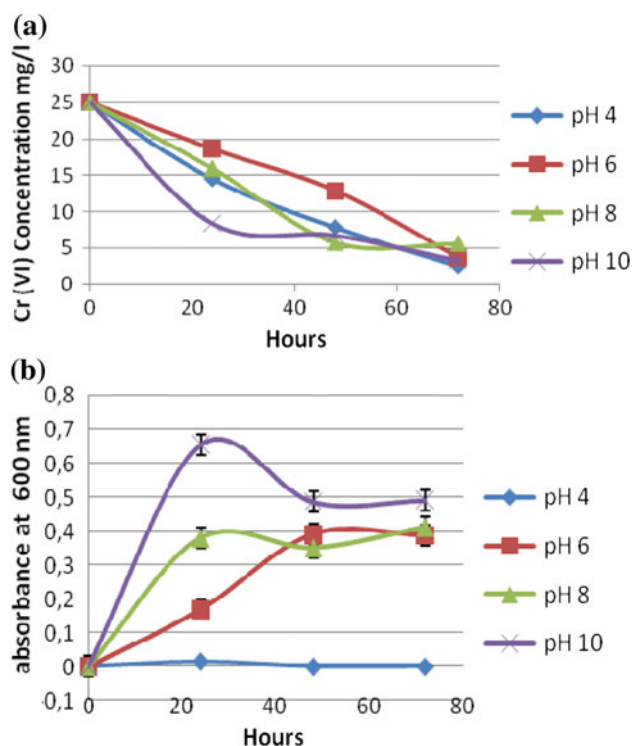 (a)
Cr (VI) Concentration mg/l
30
25
20
15
10
5
0
0 20 40 60 80
Hours
pH 4
pH 6
pH 8
pH 10
(b)
absorbance at 600 nm
0,8
0,7
0,6
0,5
0,4
0,3
0,2
0,1
0
0,1
0 20 40 60 80
Hours
pH 4
pH 6
pH 8
pH 10